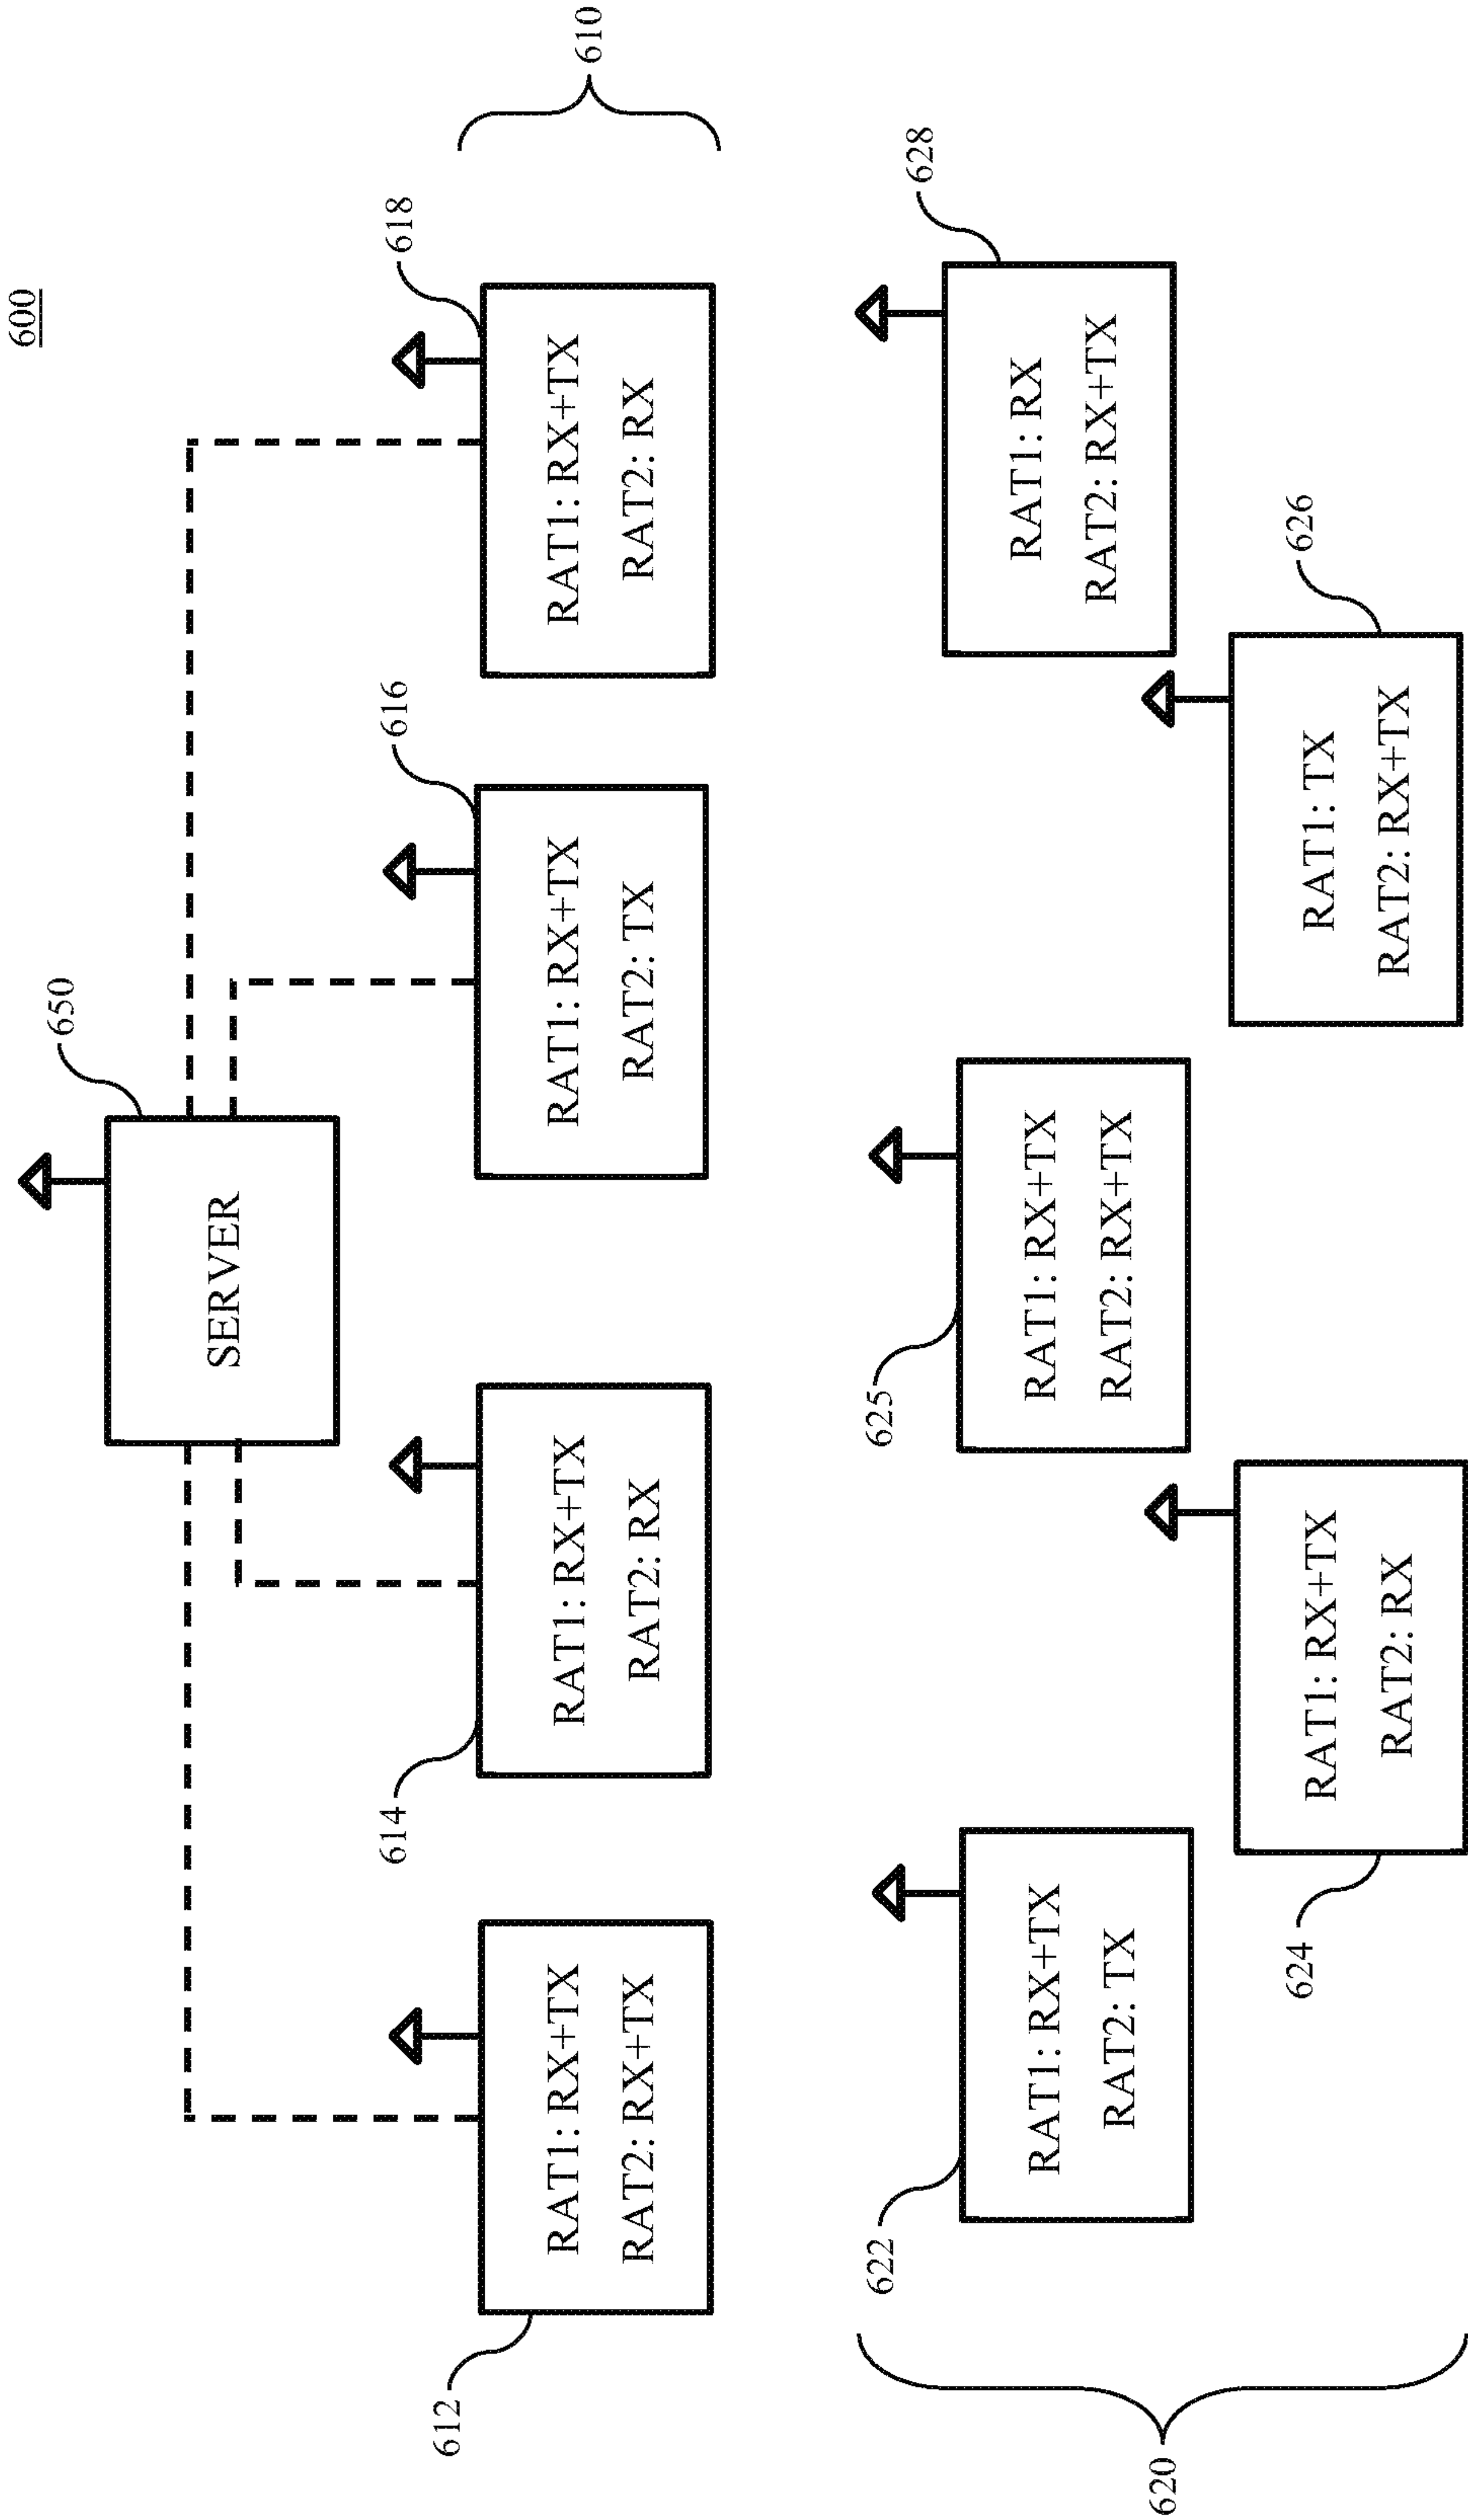 600
650
SERVER
610
612
RAT1: RX+TX
RAT2: RX+TX
614
RAT1: RX+TX
RAT2: RX
616
RAT1: RX+TX
RAT2: TX
618
RAT1: RX+TX
RAT2: RX
620
622
RAT1: RX+TX
RAT2: TX
624
RAT1: RX+TX
RAT2: RX
625
RAT1: RX+TX
RAT2: RX+TX
626
RAT1: TX
RAT2: RX+TX
628
RAT1: RX
RAT2: RX+TX